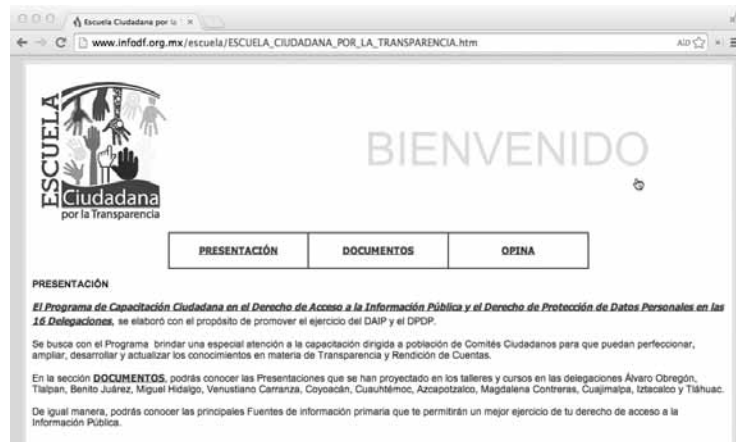 Escuela Ciudadana por la T
www.infodf.org.mx/escuela/ESCUELA_CIUDADANA_POR_LA_TRANSPARENCIA.htm
ESCUELA
Ciudadana
por la Transparencia
BIENVENIDO
PRESENTACIÓN DOCUMENTOS OPINA
PRESENTACIÓN
El Programa de Capacitación Ciudadana en el Derecho de Acceso a la Información Pública y el Derecho de Protección de Datos Personales en las
16 Delegaciones, se elaboró con el propósito de promover el ejercicio del DAIP y el DPDP.
Se busca con el Programa brindar una especial atención a la capacitación dirigida a población de Comités Ciudadanos para que puedan perfeccionar,
ampliar, desarrollar y actualizar los conocimientos en materia de Transparencia y Rendición de Cuentas.
En la sección DOCUMENTOS, podrás conocer las Presentaciones que se han proyectado en los talleres y cursos en las delegaciones Álvaro Obregón,
Tlalpan, Benito Juárez, Miguel Hidalgo, Venustiano Carranza, Coyoacán, Cuauhtémoc, Azcapotzalco, Magdalena Contreras, Cuajimalpa, Iztacalco y Tláhuac.
De igual manera, podrás conocer las principales Fuentes de información primaria que te permitirán un mejor ejercicio de tu derecho de acceso a la
Información Pública.